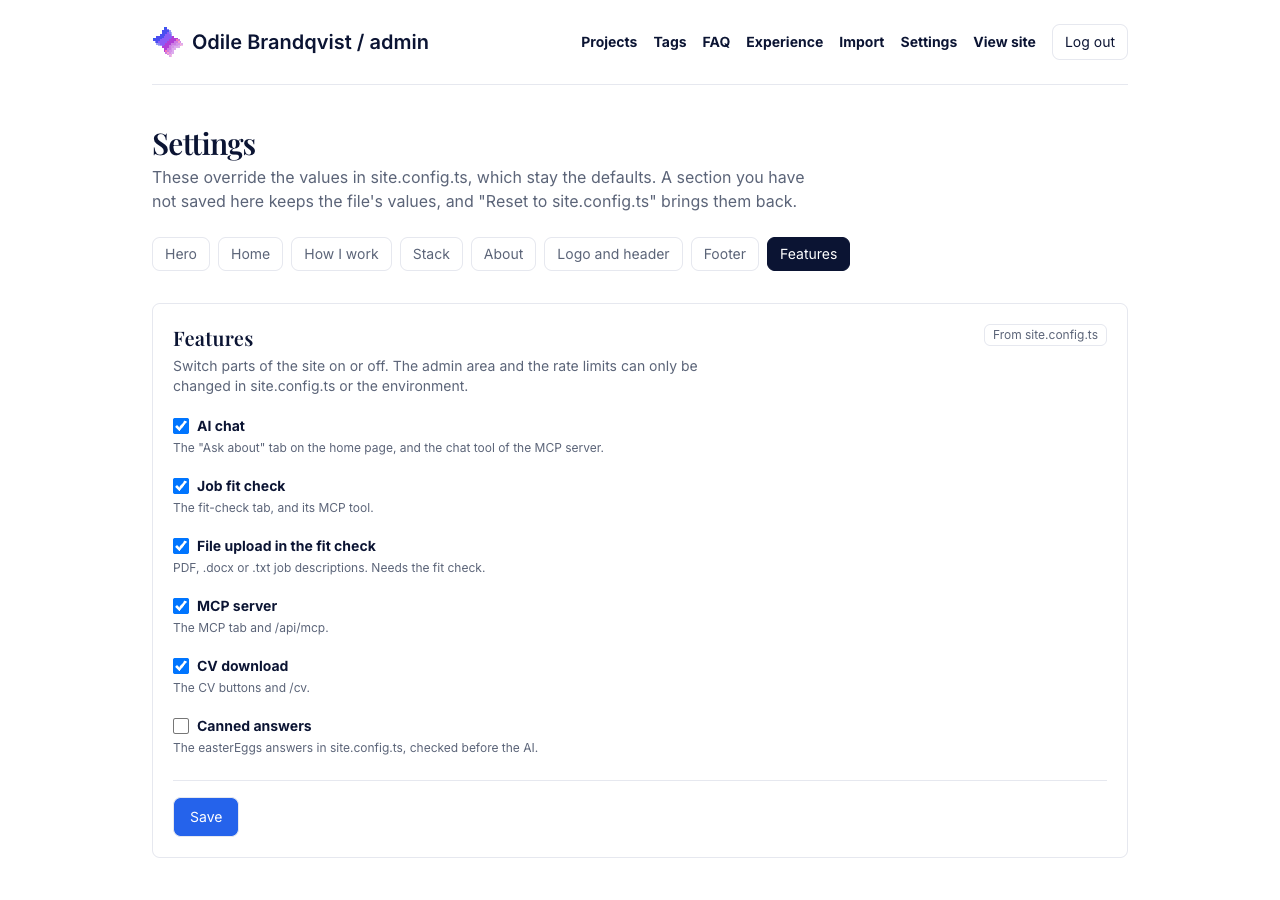 Odile Brandqvist / admin
Projects Tags FAQ Experience Import Settings View site Log out
Settings
These override the values in site.config.ts, which stay the defaults. A section you have
not saved here keeps the file's values, and "Reset to site.config.ts" brings them back.
Hero Home How I work Stack About Logo and header Footer Features
Features
From site.config.ts
Switch parts of the site on or off. The admin area and the rate limits can only be
changed in site.config.ts or the environment.
AI chat
The "Ask about" tab on the home page, and the chat tool of the MCP server.
Job fit check
The fit-check tab, and its MCP tool.
File upload in the fit check
PDF, .docx or .txt job descriptions. Needs the fit check.
MCP server
The MCP tab and /api/mcp.
CV download
The CV buttons and /cv.
Canned answers
The easterEggs answers in site.config.ts, checked before the AI.
Save